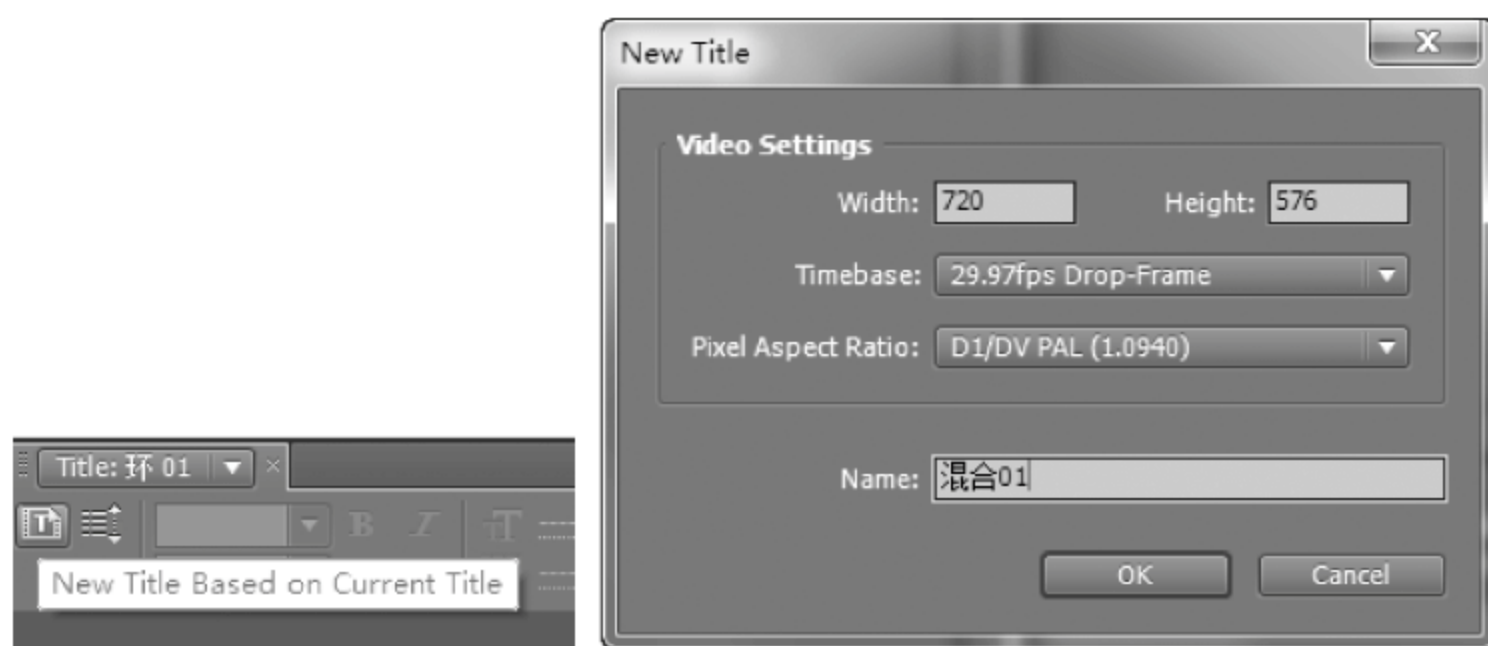 Title: 环 01
B I T
New Title Based on Current Title
New Title
X
Video Settings
Width: 720 Height: 576
Timebase: 29.97fps Drop-Frame
Pixel Aspect Ratio: D1/DV PAL (1.0940)
Name: 混合01
OK Cancel